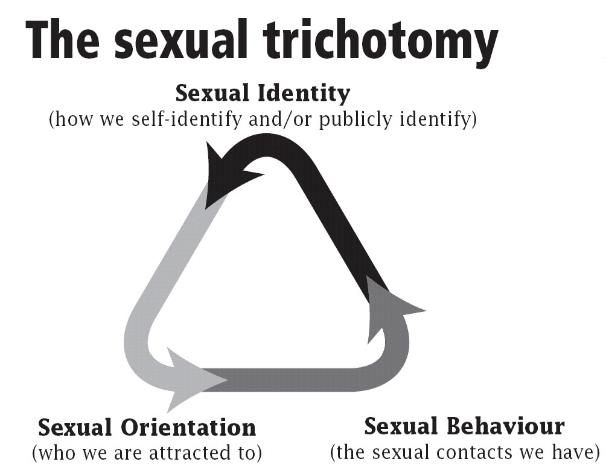 The sexual trichotomy
Sexual Identity
(how we self-identify and/or publicly identify)
Sexual Orientation
(who we are attracted to)
Sexual Behaviour
(the sexual contacts we have)